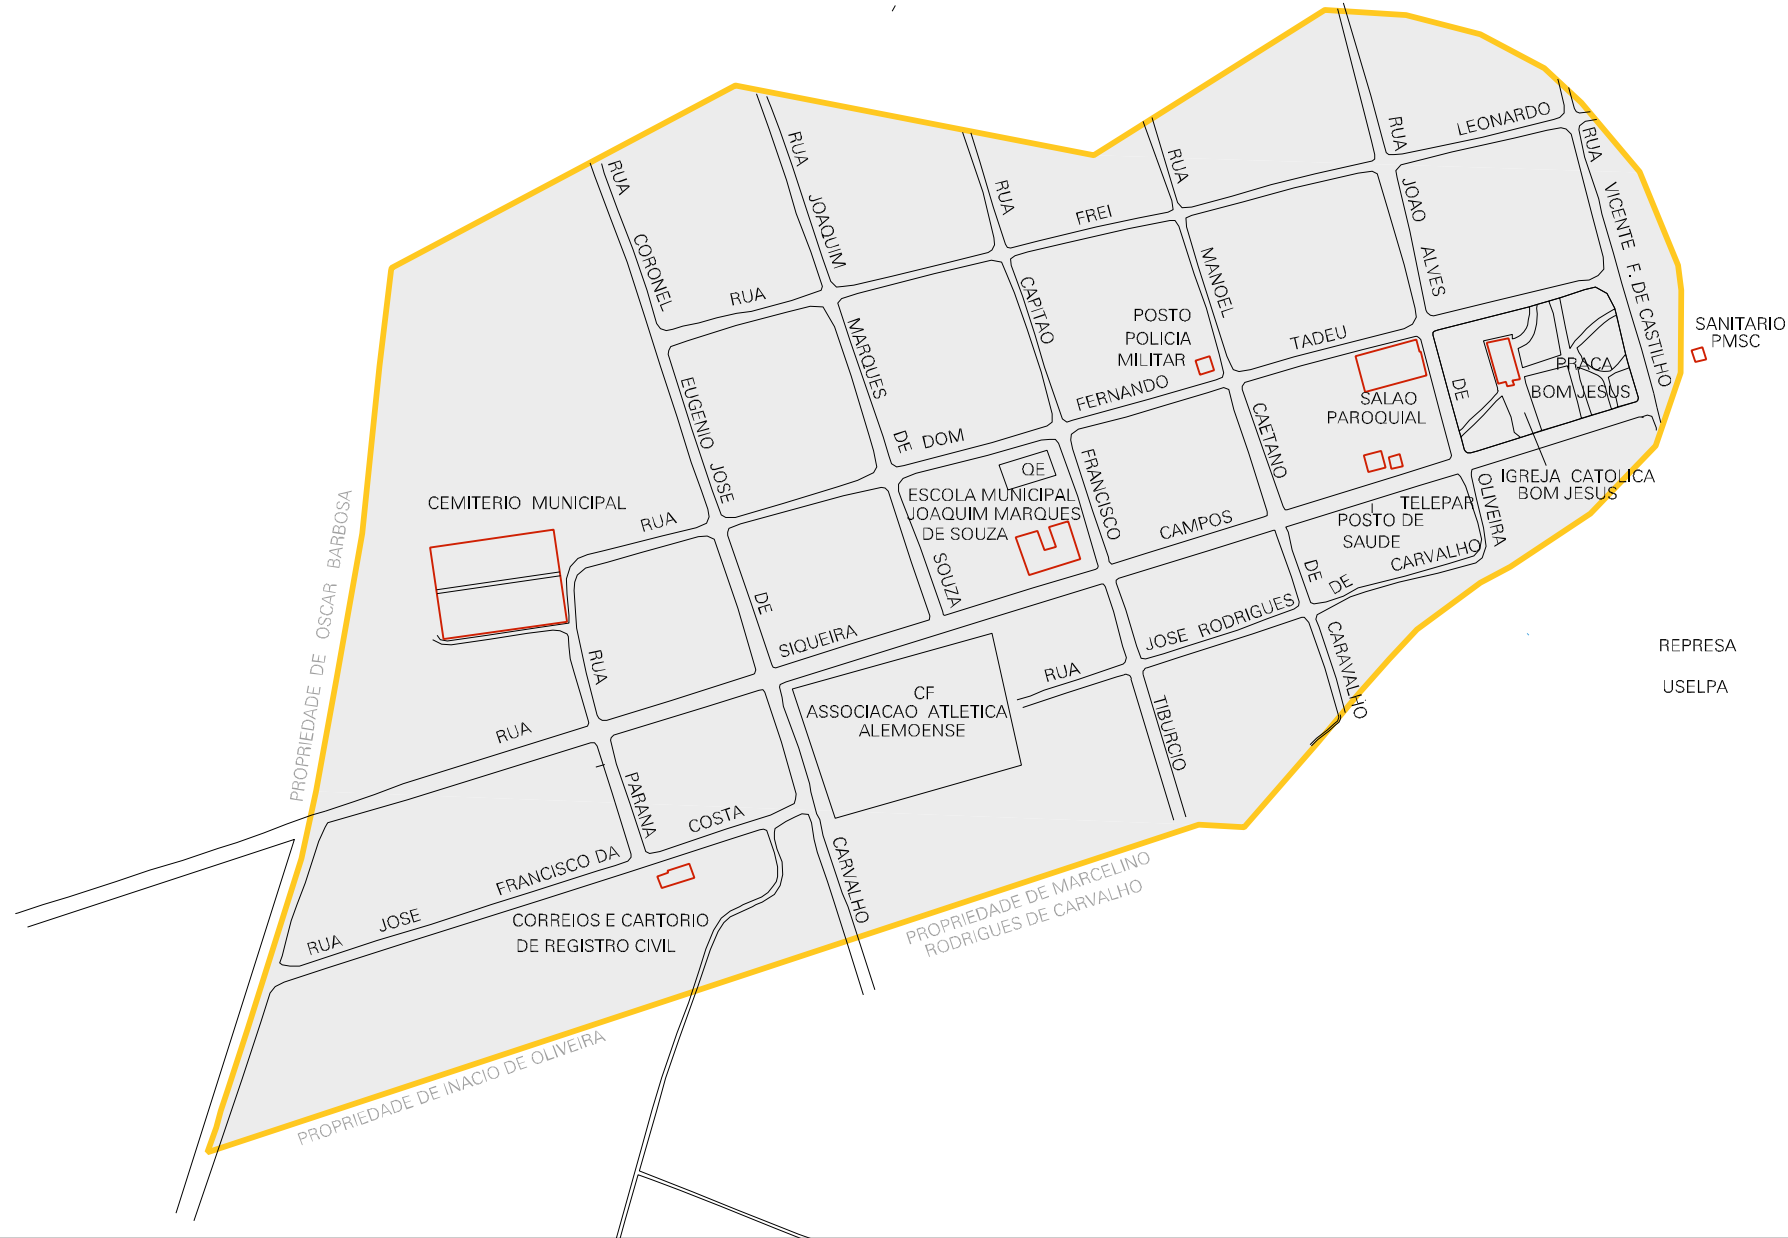 RUA LEONARDO
RUA VICENTE F. DE CASTILHO
RUA JOAO ALVES DE OLIVEIRA
RUA MANOEL CAETANO DE CARAVALHO
RUA CAPITAO FRANCISCO TIBURCIO
RUA JOAQUIM MARQUES DE SOUZA
RUA CORONEL EUGENIO JOSE DE CARVALHO
RUA FREI
RUA DE DOM FERNANDO TADEU
RUA SIQUEIRA CAMPOS
RUA JOSE RODRIGUES DE CARVALHO
RUA PARANA
RUA JOSE FRANCISCO DA COSTA
POSTO
POLICIA
MILITAR
SANITARIO
PMSC
PRACA
BOM JESUS
SALAO
PAROQUIAL
IGREJA CATOLICA
BOM JESUS
TELEPAR
POSTO DE
SAUDE
QE
ESCOLA MUNICIPAL
JOAQUIM MARQUES
DE SOUZA
CEMITERIO MUNICIPAL
REPRESA
USELPA
CF
ASSOCIACAO ATLETICA
ALEMOENSE
CORREIOS E CARTORIO
DE REGISTRO CIVIL
PROPRIEDADE DE OSCAR BARBOSA
PROPRIEDADE DE MARCELINO
RODRIGUES DE CARVALHO
PROPRIEDADE DE INACIO DE OLIVEIRA